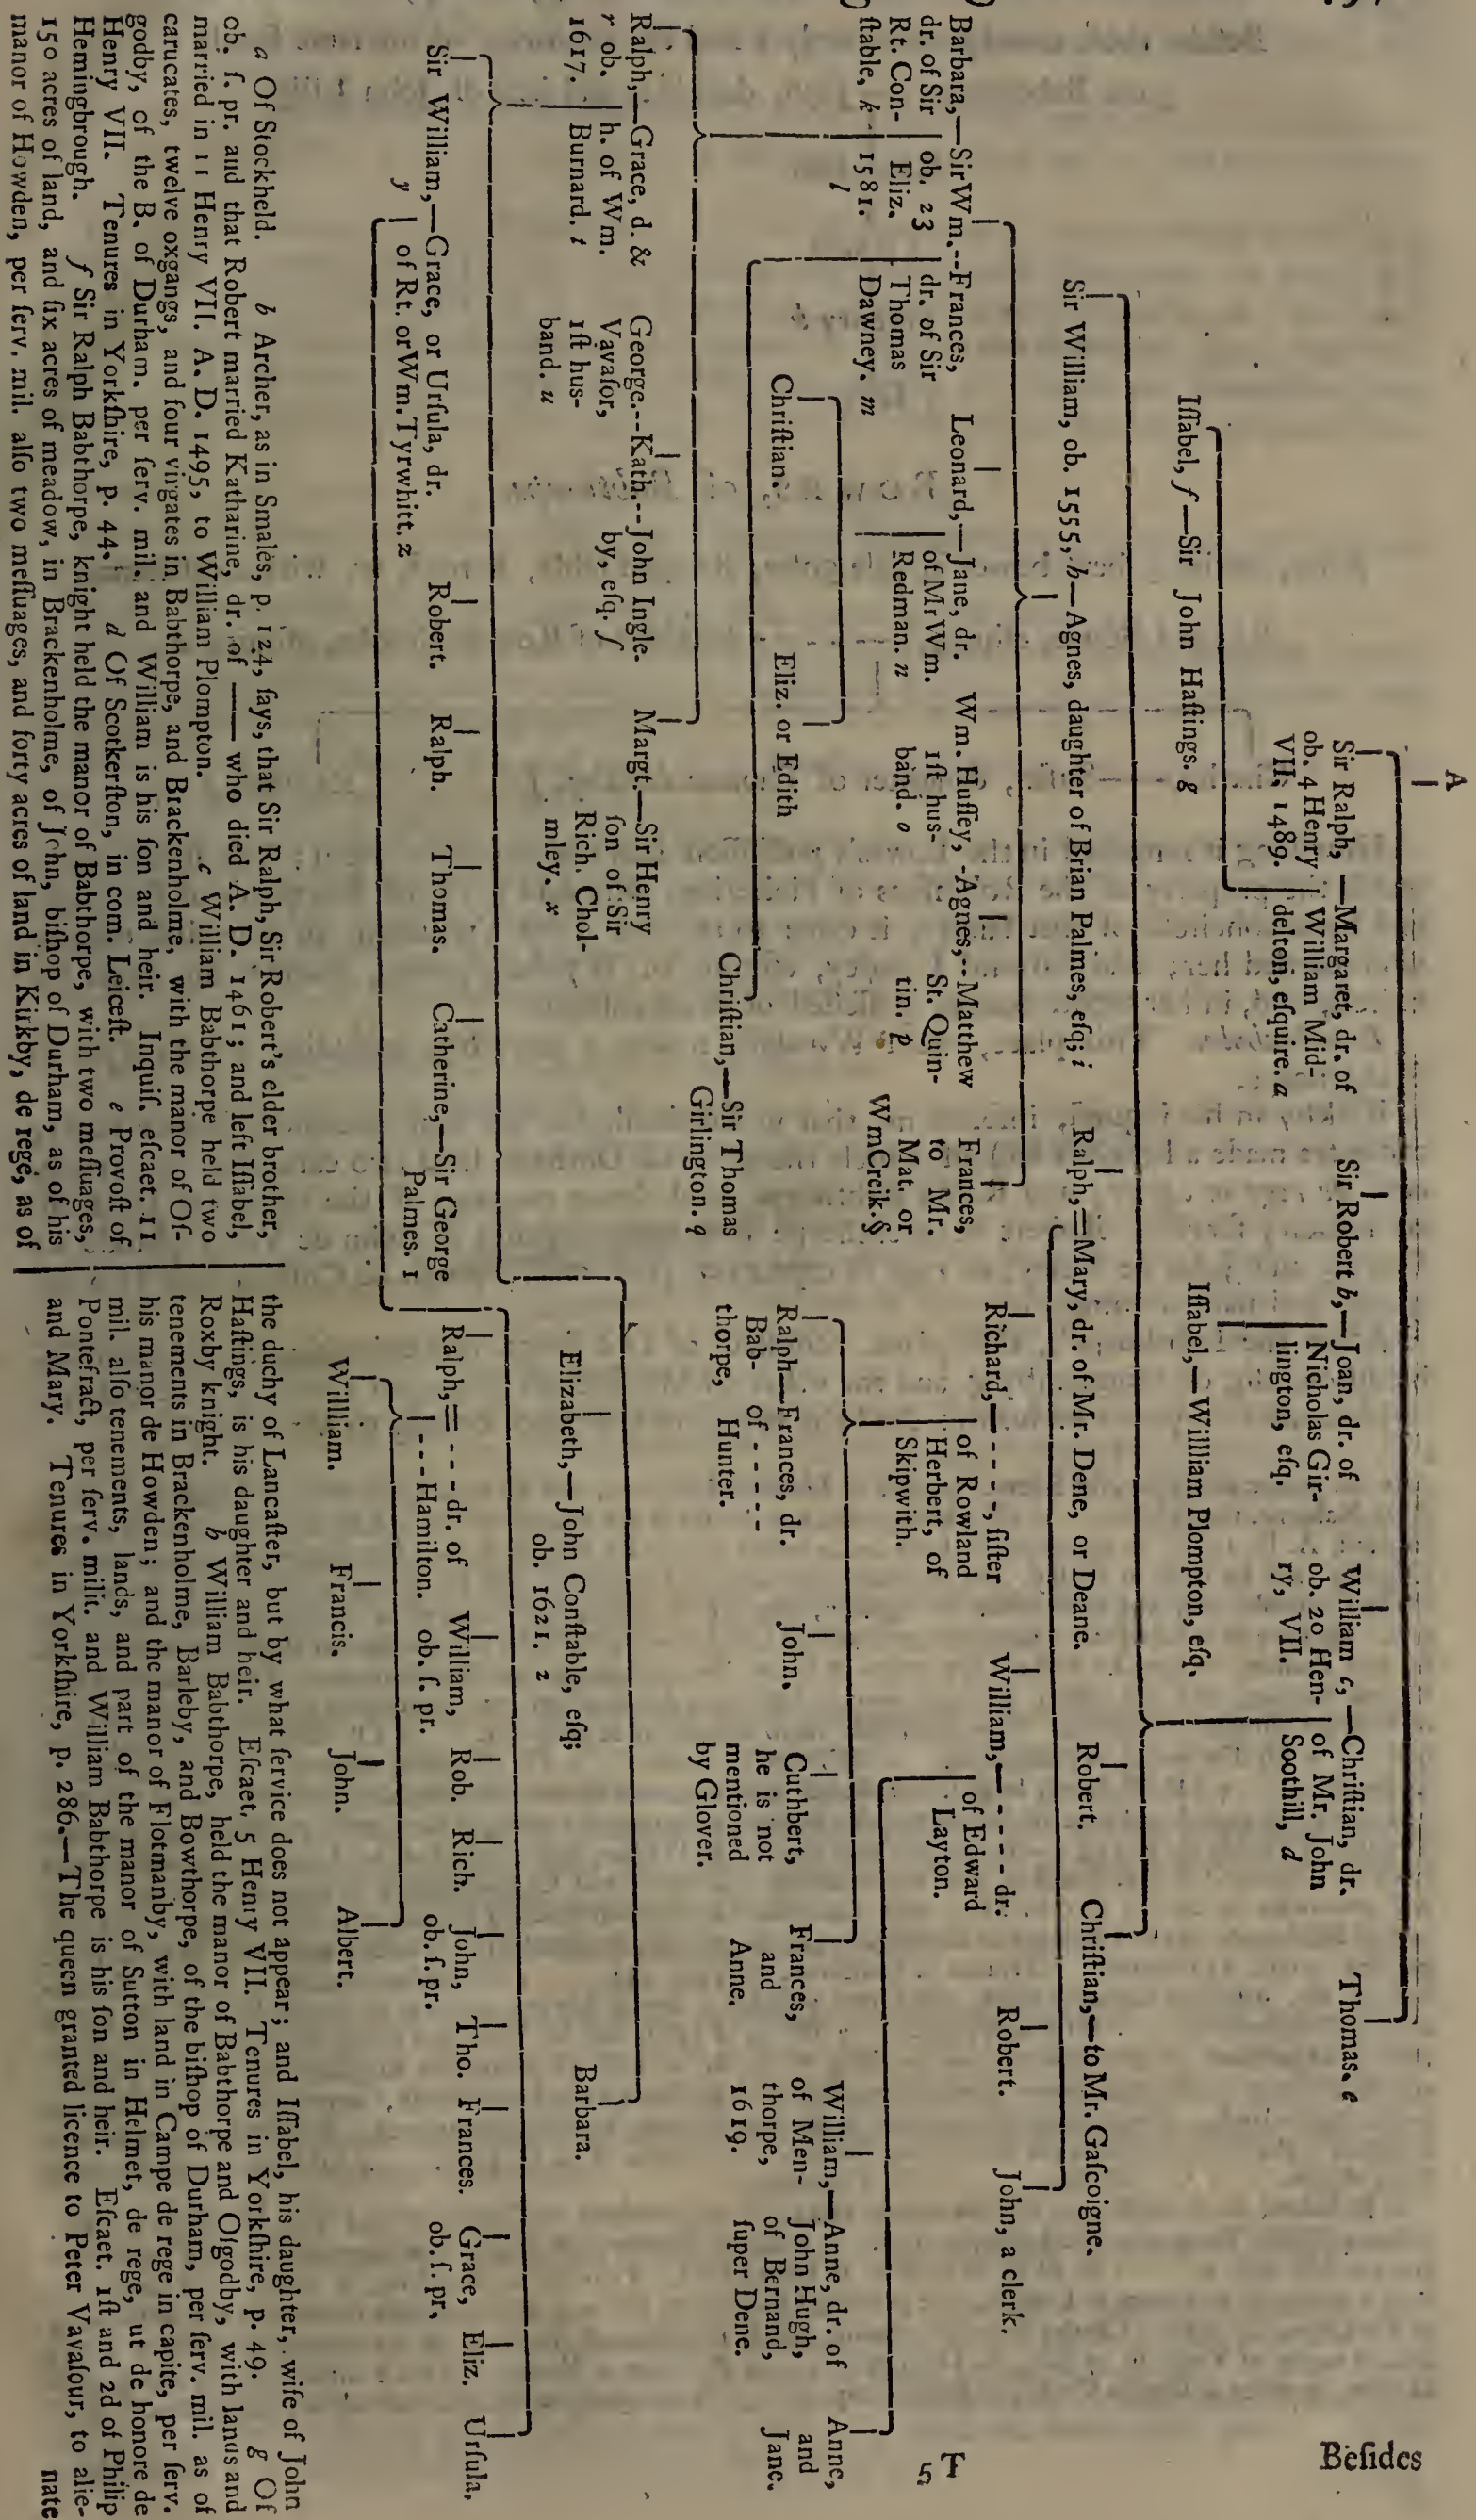 A
Sir Ralph, —Margaret, dr. of
ob. 4 Henry William Mid-
VII, 1489. delton, eſquire. a
Sir Robert b,—Joan, dr. of
Nicholas Gir-
lington, eſq.
William c, —Chriſtian, dr.
ob. 20 Hen- of Mr. John
ry, VII. Soothill, d
Thomas. e
Iſſabel, f —Sir John Haſtings. g
Iſſabel,—William Plompton, eſq.
Sir William, ob. 1555, h—Agnes, daughter of Brian Palmes, eſq; i
Ralph,=Mary, dr. of Mr. Dene, or Deane.
Robert.
Chriſtian,—to Mr. Gaſcoigne.
Barbara,—Sir Wm.--Frances,
dr. of Sir ob. 23 dr. of Sir
Rt. Con- Eliz. Thomas
ſtable, k 1581. Dawney. m
l
Leonard,—Jane, dr.
of Mr Wm.
Redman. n
Wm. Huſſey, -Agnes,--Matthew
1ſt huſ- St. Quin-
band. o tin. p
Frances,
to Mr.
Mat. or
Wm Creik. §
Richard,—----, ſiſter
of Rowland
Herbert, of
Skipwith.
William,—---- dr.
of Edward
Layton.
Robert.
John, a clerk.
Chriſtian.
Eliz. or Edith
Chriſtian,—Sir Thomas
Girlington. q
Ralph—Frances, dr.
Bab- of ----
thorpe, Hunter.
John.
Cuthbert,
he is not
mentioned
by Glover.
Frances,
and
Anne.
William,—Anne, dr. of
of Men- John Hugh,
thorpe, of Bernand,
1619. ſuper Dene.
Anne,
and
Jane.
Ralph,—Grace, d. &
r ob. h. of Wm.
1617. Burnard. t
George.--Kath.--John Ingle-
Vavaſor, by, eſq. ſ
1ſt huſ-
band. u
Margt.—Sir Henry
ſon of Sir
Rich. Chol-
mley. x
Elizabeth,—John Conſtable, eſq;
ob. 1621. z
Barbara.
Sir William,—Grace, or Urſula, dr.
y of Rt. or Wm. Tyrwhitt. z
Robert.
Ralph.
Thomas.
Catherine,—Sir George
Palmes. 1
Ralph,= --- dr. of
---Hamilton.
William,
ob. ſ. pr.
Rob.
Rich.
John,
ob. ſ. pr.
Tho.
Frances.
Grace,
ob. ſ. pr,
Eliz.
Urſula.
William.
Francis.
John.
Albert.
a Of Stockheld. b Archer, as in Smales, p. 124, ſays, that Sir Ralph, Sir Robert's elder brother,
ob. ſ. pr. and that Robert married Katharine, dr. of —— who died A. D. 1461; and left Iſſabel,
married in 11 Henry VII. A. D. 1495, to William Plompton. c William Babthorpe held two
carucates, twelve oxgangs, and four virgates in Babthorpe, and Brackenholme, with the manor of Oſ-
godby, of the B. of Durham. per ſerv. mil. and William is his ſon and heir. Inquiſ. eſcaet. 11
Henry VII. Tenures in Yorkſhire, p. 44. d Of Scotkerſton, in com. Leiceſt. e Provoſt of
Hemingbrough. f Sir Ralph Babthorpe, knight held the manor of Babthorpe, with two meſſuages,
150 acres of land, and ſix acres of meadow, in Brackenholme, of John, biſhop of Durham, as of his
manor of Howden, per ſerv. mil. alſo two meſſuages, and forty acres of land in Kirkby, de rege, as of
the duchy of Lancaſter, but by what ſervice does not appear; and Iſſabel, his daughter, wife of John
Haſtings, is his daughter and heir. Eſcaet. 5 Henry VII. Tenures in Yorkſhire, p. 49. g Of
Roxby knight. h William Babthorpe, held the manor of Babthorpe and Oſgodby, with lands and
tenements in Brackenholme, Barleby, and Bowthorpe, of the biſhop of Durham, per ſerv. mil. as of
his manor de Howden; and the manor of Flotmanby, with land in Campe de rege in capite, per ſerv.
mil. alſo tenements, lands, and part of the manor of Sutton in Helmet, de rege, ut de honore de
Pontefract, per ſerv. milit. and William Babthorpe is his ſon and heir. Eſcaet. 1ſt and 2d of Philip
and Mary. Tenures in Yorkſhire, p. 286.—The queen granted licence to Peter Vavaſour, to alie-
nate
5 F
Beſides